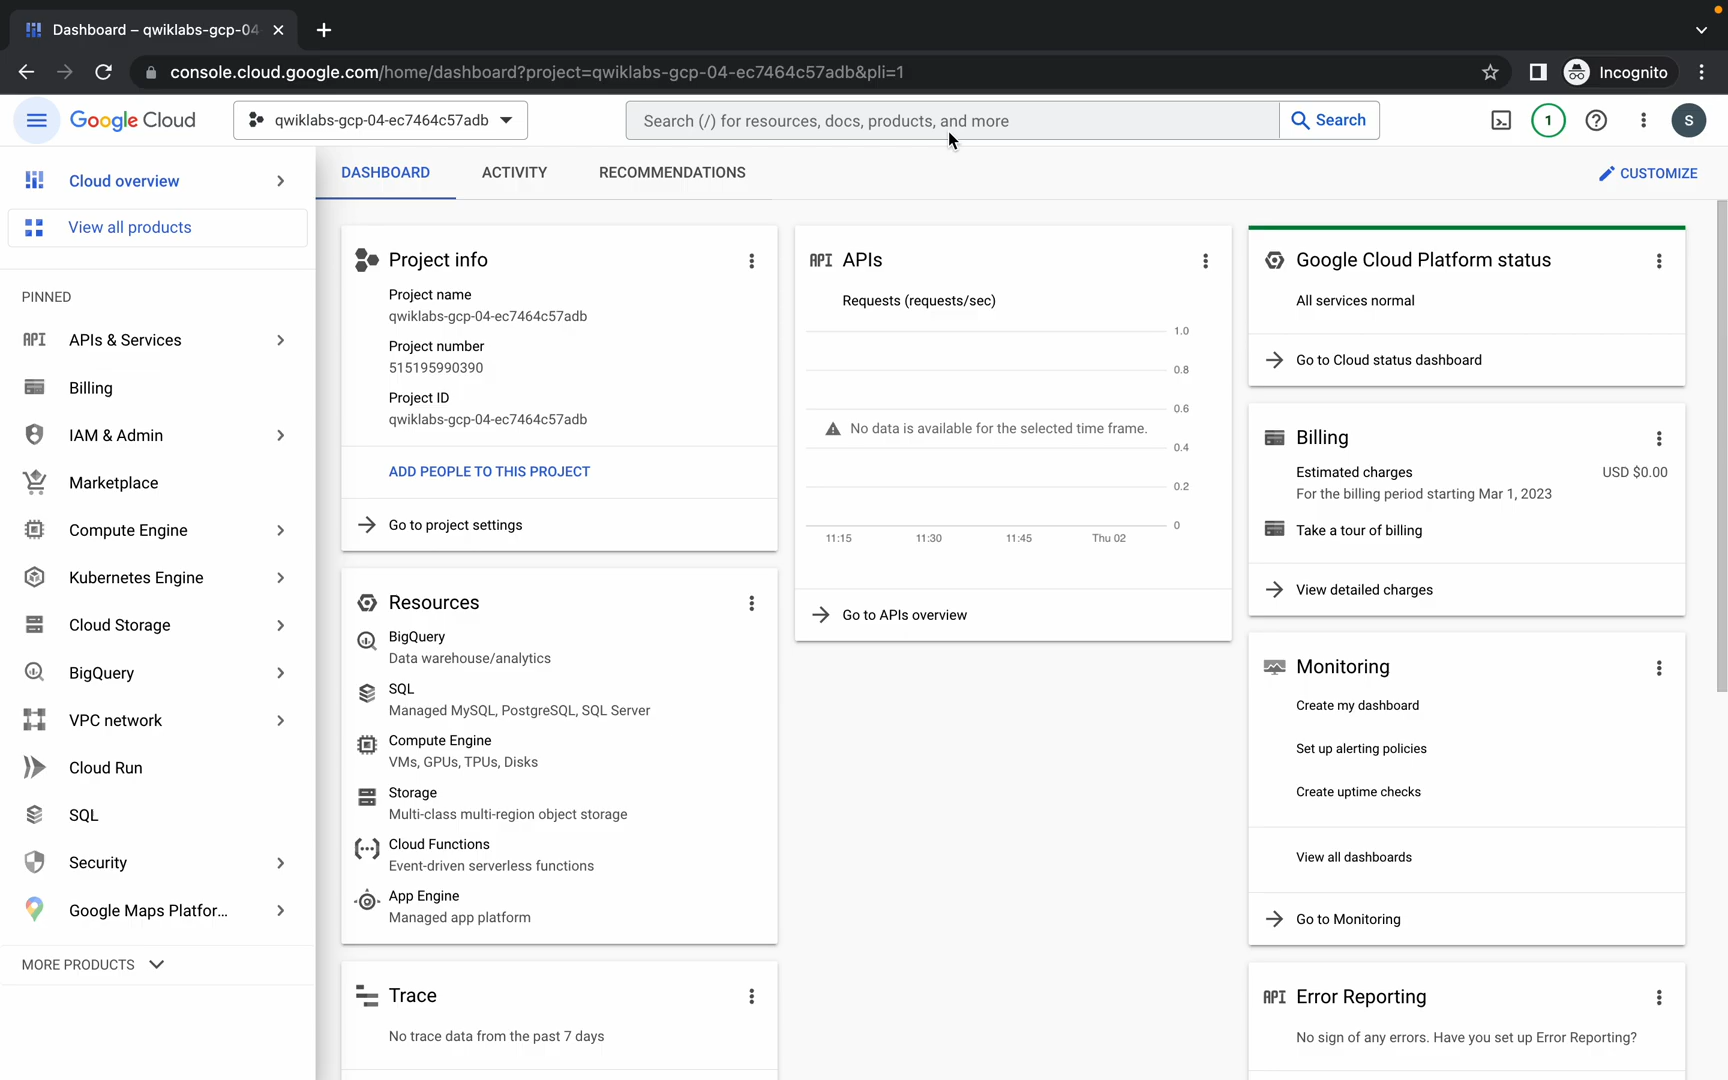 Dashboard – qwiklabs-gcp-04
console.cloud.google.com/home/dashboard?project=qwiklabs-gcp-04-ec7464c57adb&pli=1
Incognito
Google Cloud
qwiklabs-gcp-04-ec7464c57adb
Search (/) for resources, docs, products, and more
Search
1
S
Cloud overview
View all products
PINNED
API APIs & Services
Billing
IAM & Admin
Marketplace
Compute Engine
Kubernetes Engine
Cloud Storage
BigQuery
VPC network
Cloud Run
SQL
Security
Google Maps Platfor...
MORE PRODUCTS
DASHBOARD
ACTIVITY
RECOMMENDATIONS
CUSTOMIZE
Project info
Project name
qwiklabs-gcp-04-ec7464c57adb
Project number
515195990390
Project ID
qwiklabs-gcp-04-ec7464c57adb
ADD PEOPLE TO THIS PROJECT
Go to project settings
Resources
BigQuery
Data warehouse/analytics
SQL
Managed MySQL, PostgreSQL, SQL Server
Compute Engine
VMs, GPUs, TPUs, Disks
Storage
Multi-class multi-region object storage
Cloud Functions
Event-driven serverless functions
App Engine
Managed app platform
Trace
No trace data from the past 7 days
API APIs
Requests (requests/sec)
1.0
0.8
0.6
No data is available for the selected time frame.
0.4
0.2
0
11:15 11:30 11:45 Thu 02
Go to APIs overview
Google Cloud Platform status
All services normal
Go to Cloud status dashboard
Billing
Estimated charges USD $0.00
For the billing period starting Mar 1, 2023
Take a tour of billing
View detailed charges
Monitoring
Create my dashboard
Set up alerting policies
Create uptime checks
View all dashboards
Go to Monitoring
API Error Reporting
No sign of any errors. Have you set up Error Reporting?